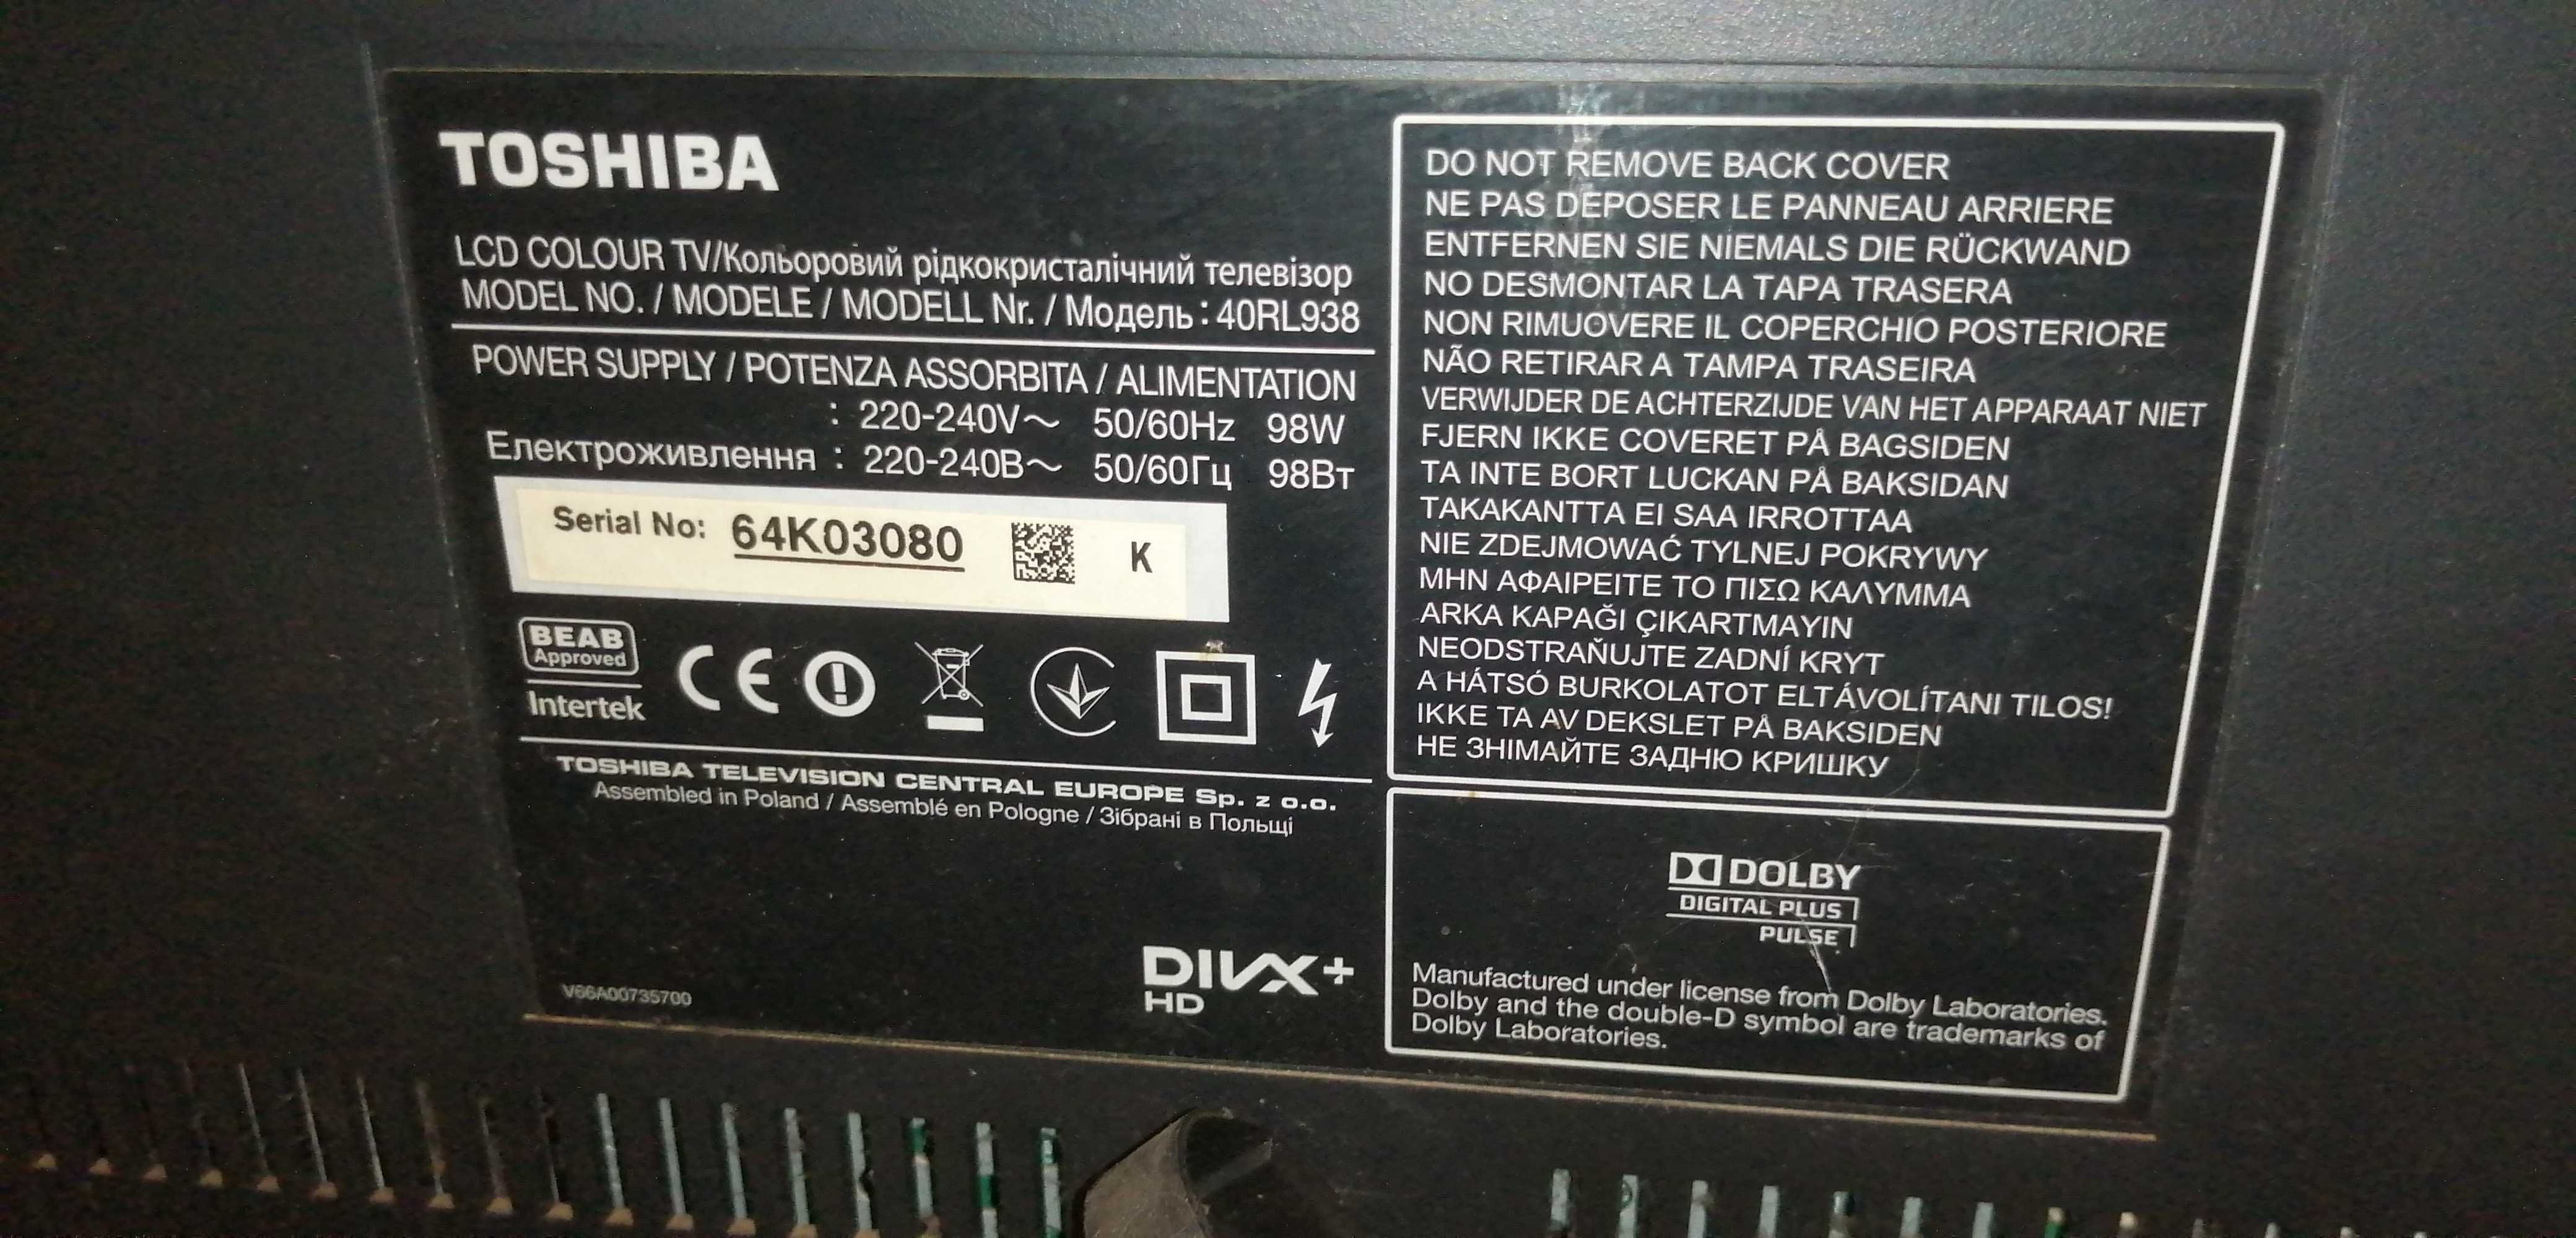 TOSHIBA
LCD COLOUR TV/Кольоровий рідкокристалічний телевізор
MODEL NO. / MODELE / MODELL Nr. / Модель : 40RL938
POWER SUPPLY / POTENZA ASSORBITA / ALIMENTATION
: 220-240V～ 50/60Hz 98W
Електроживлення : 220-240В～ 50/60Гц 98Вт
Serial No: 64K03080 K
BEAB
Approved
Intertek
CE
TOSHIBA TELEVISION CENTRAL EUROPE Sp. z o.o.
Assembled in Poland / Assemblé en Pologne / Зібрані в Польщі
DIVX+
HD
V66A00735700
DO NOT REMOVE BACK COVER
NE PAS DEPOSER LE PANNEAU ARRIERE
ENTFERNEN SIE NIEMALS DIE RÜCKWAND
NO DESMONTAR LA TAPA TRASERA
NON RIMUOVERE IL COPERCHIO POSTERIORE
NÃO RETIRAR A TAMPA TRASEIRA
VERWIJDER DE ACHTERZIJDE VAN HET APPARAAT NIET
FJERN IKKE COVERET PÅ BAGSIDEN
TA INTE BORT LUCKAN PÅ BAKSIDAN
TAKAKANTTA EI SAA IRROTTAA
NIE ZDEJMOWAĆ TYLNEJ POKRYWY
ΜΗΝ ΑΦΑΙΡΕΙΤΕ ΤΟ ΠΙΣΩ ΚΑΛΥΜΜΑ
ARKA KAPAĞI ÇIKARTMAYIN
NEODSTRAŇUJTE ZADNÍ KRYT
A HÁTSÓ BURKOLATOT ELTÁVOLÍTANI TILOS!
IKKE TA AV DEKSLET PÅ BAKSIDEN
НЕ ЗНІМАЙТЕ ЗАДНЮ КРИШКУ
DOLBY
DIGITAL PLUS
PULSE
Manufactured under license from Dolby Laboratories.
Dolby and the double-D symbol are trademarks of
Dolby Laboratories.